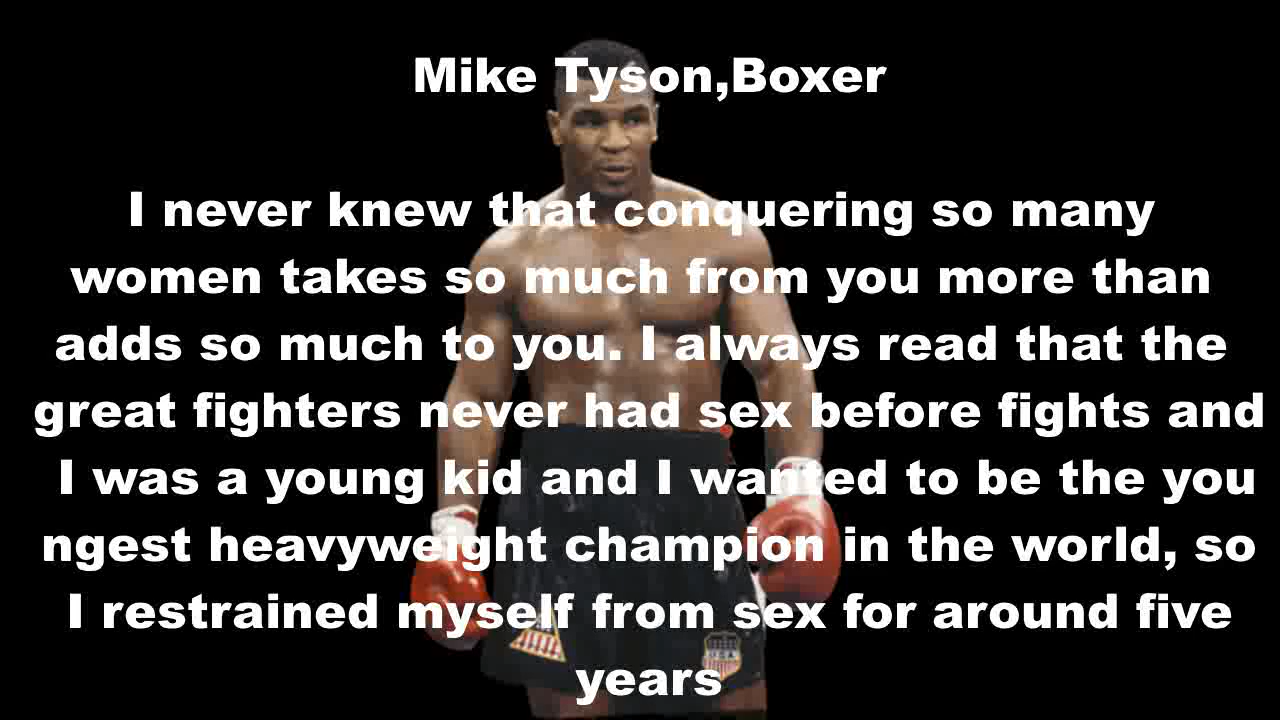 Mike Tyson,Boxer
I never knew that conquering so many
women takes so much from you more than
adds so much to you. I always read that the
great fighters never had sex before fights and
I was a young kid and I wanted to be the you
ngest heavyweight champion in the world, so
I restrained myself from sex for around five
years
USA